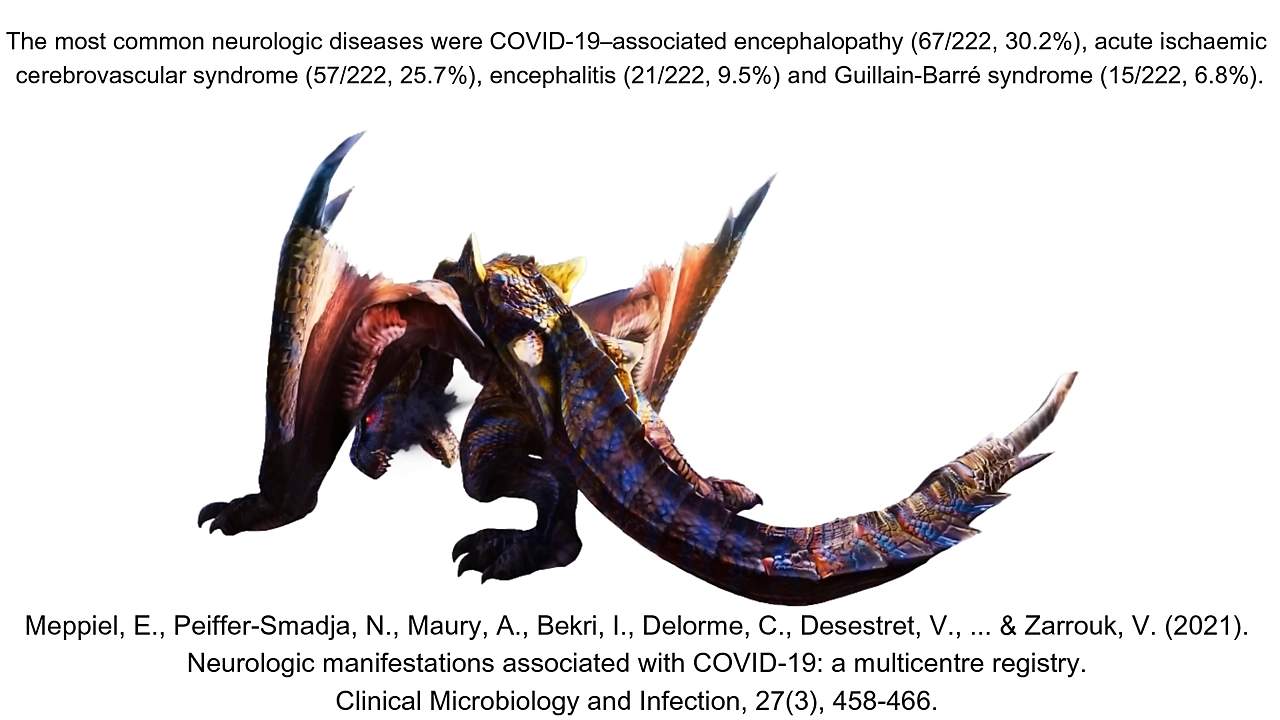 The most common neurologic diseases were COVID-19–associated encephalopathy (67/222, 30.2%), acute ischaemic
cerebrovascular syndrome (57/222, 25.7%), encephalitis (21/222, 9.5%) and Guillain-Barré syndrome (15/222, 6.8%).
Meppiel, E., Peiffer-Smadja, N., Maury, A., Bekri, I., Delorme, C., Desestret, V., ... & Zarrouk, V. (2021).
Neurologic manifestations associated with COVID-19: a multicentre registry.
Clinical Microbiology and Infection, 27(3), 458-466.